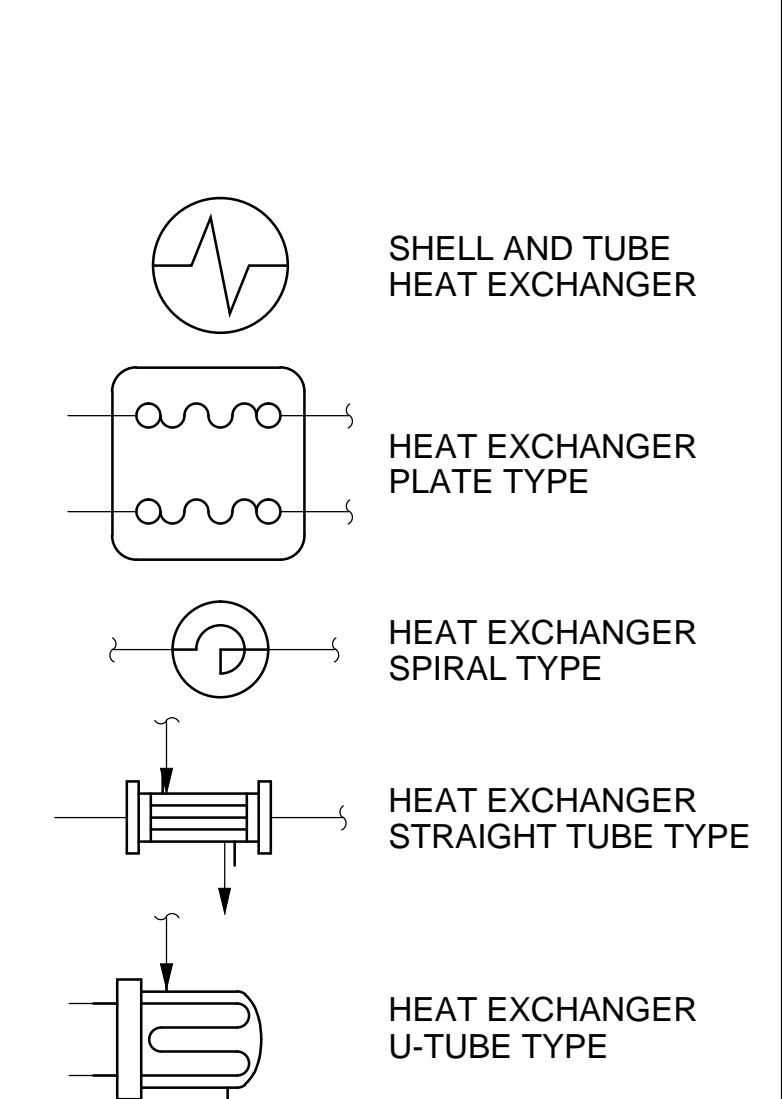 SHELL AND TUBE
HEAT EXCHANGER
HEAT EXCHANGER
PLATE TYPE
HEAT EXCHANGER
SPIRAL TYPE
HEAT EXCHANGER
STRAIGHT TUBE TYPE
HEAT EXCHANGER
U-TUBE TYPE